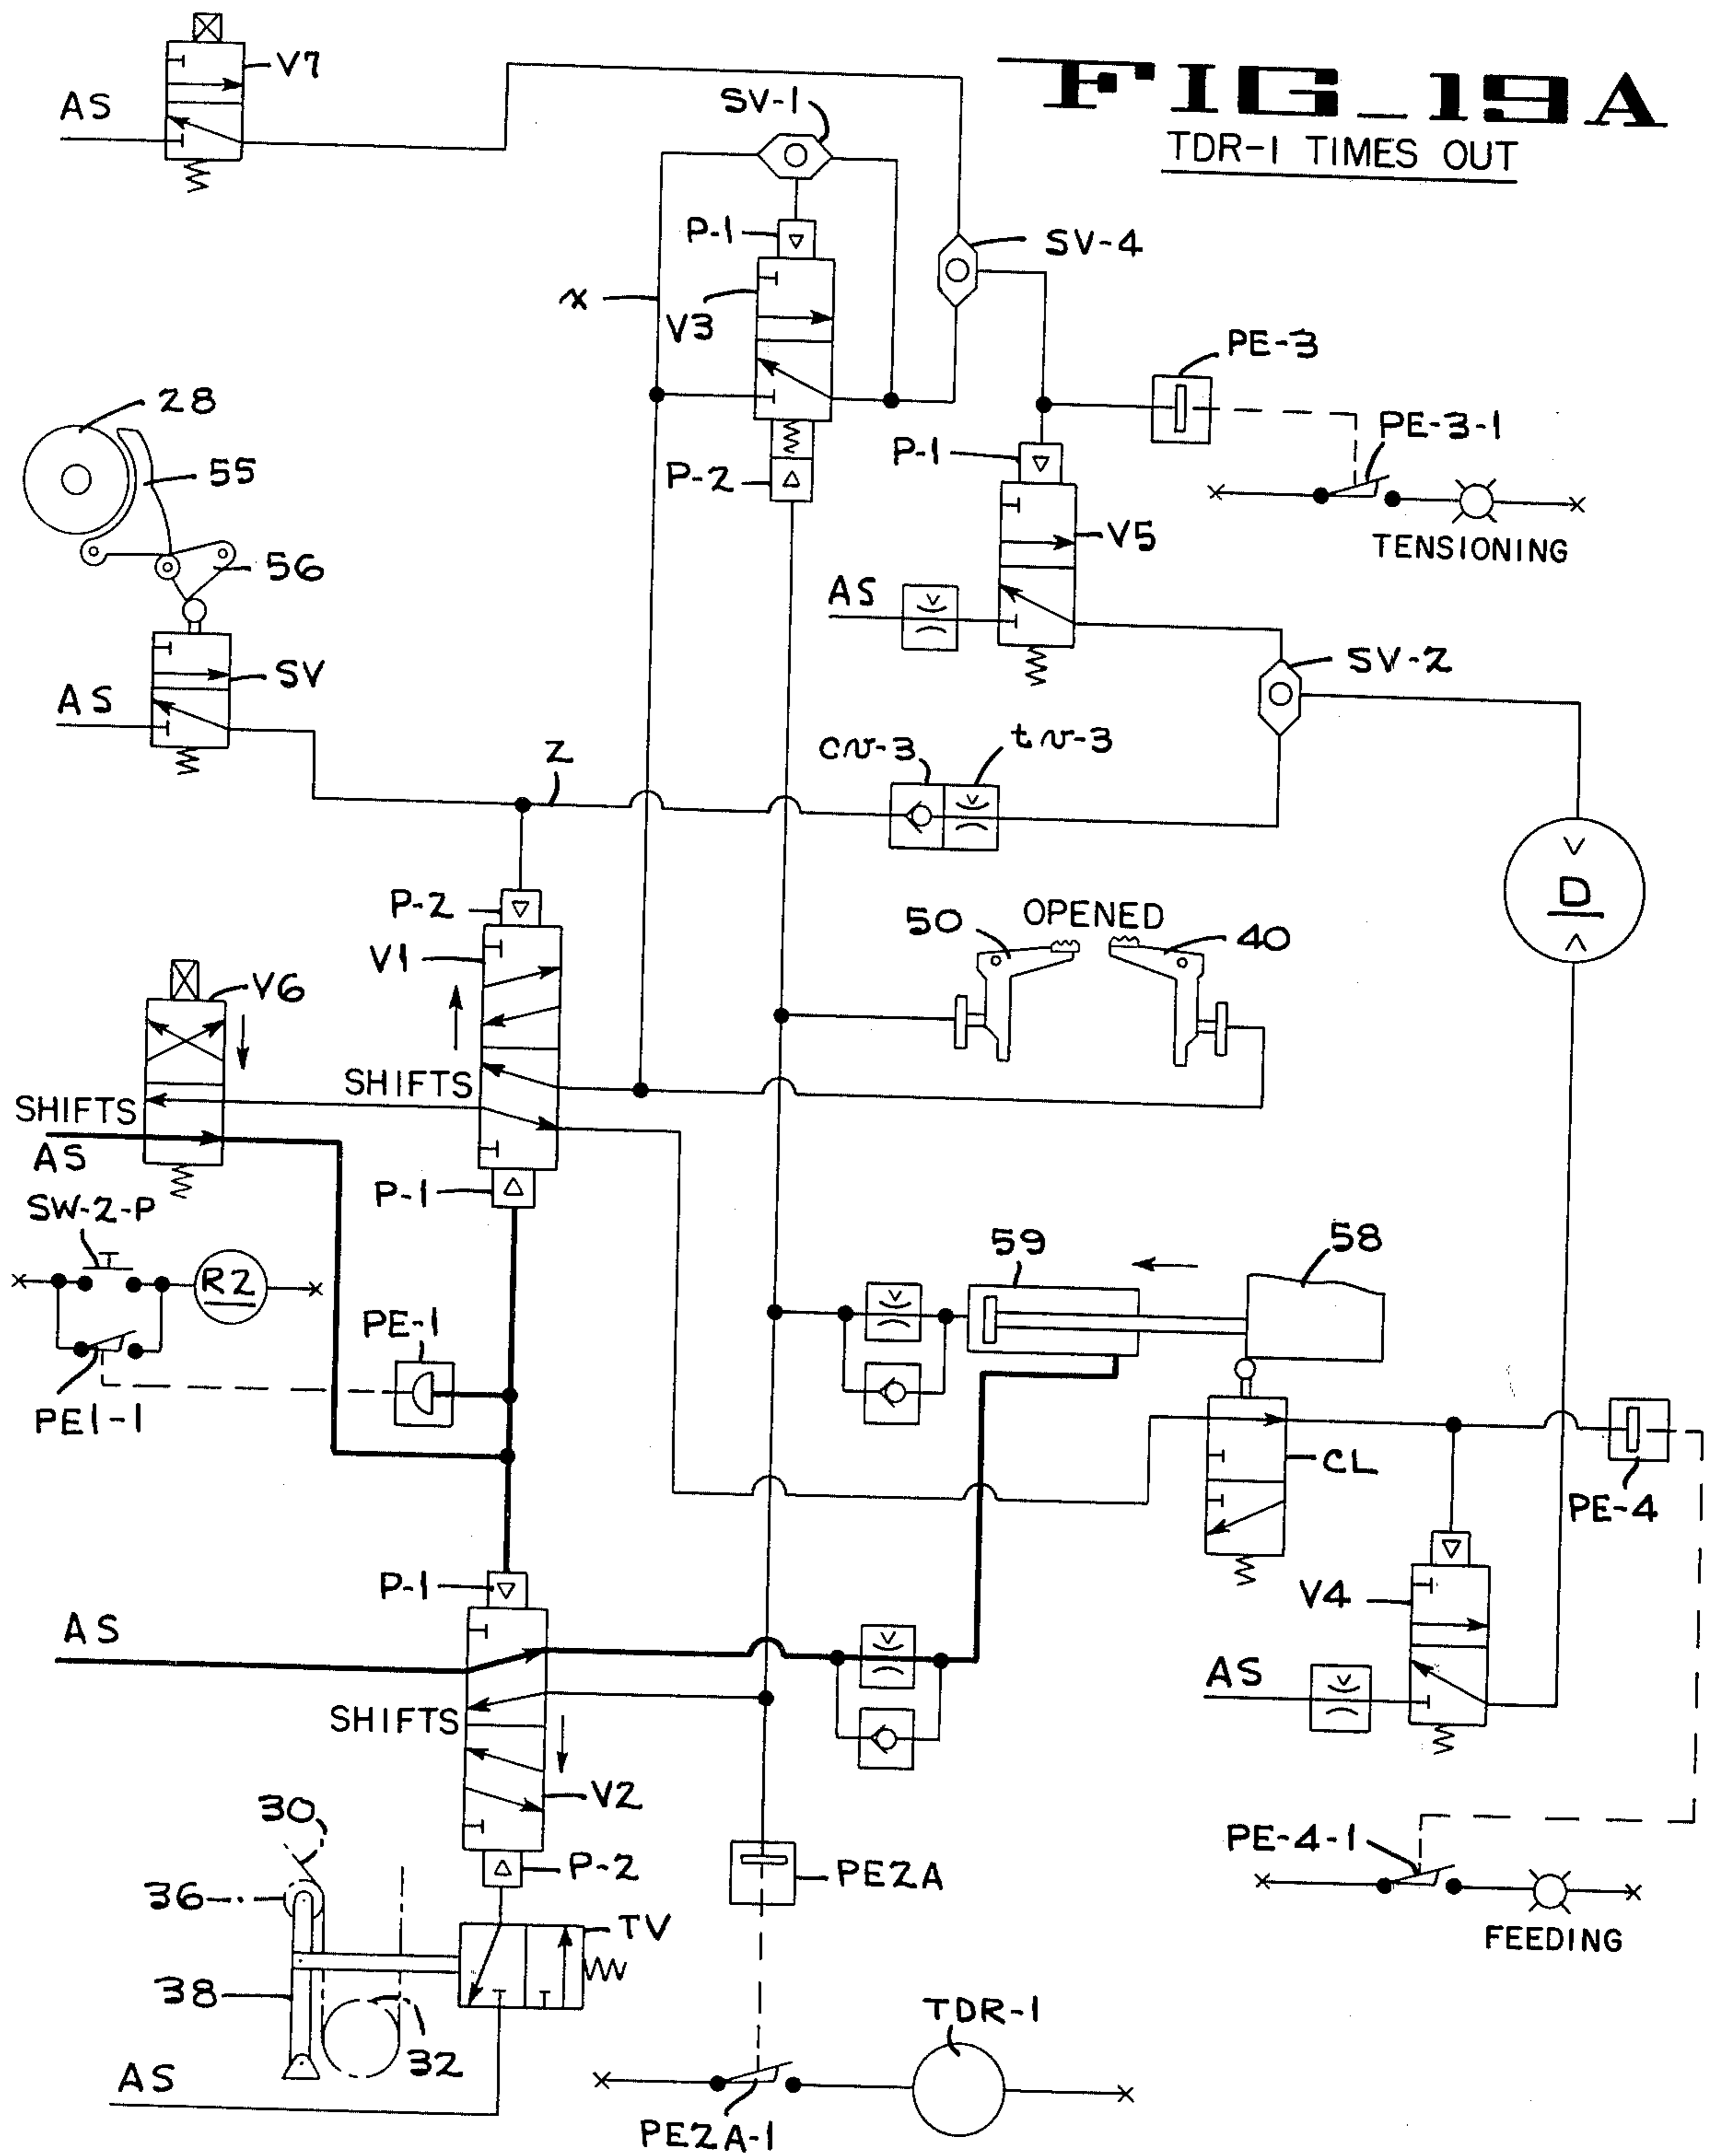 FIG_19A
TDR-1 TIMES OUT
V7
AS
SV-1
P-1
SV-4
x
V3
PE-3
28
PE-3-1
55
P-2
P-1
V5
TENSIONING
56
AS
SV
SV-2
AS
Z
cv-3
tv-3
P-2
50
OPENED
40
D
V1
V6
SHIFTS
SHIFTS
AS
P-1
SW-2-P
59
58
R2
PE-1
PE1-1
CL
PE-4
P-1
V4
AS
AS
SHIFTS
V2
30
PE-4-1
P-2
PE2A
36
TV
FEEDING
38
TDR-1
32
AS
PE2A-1